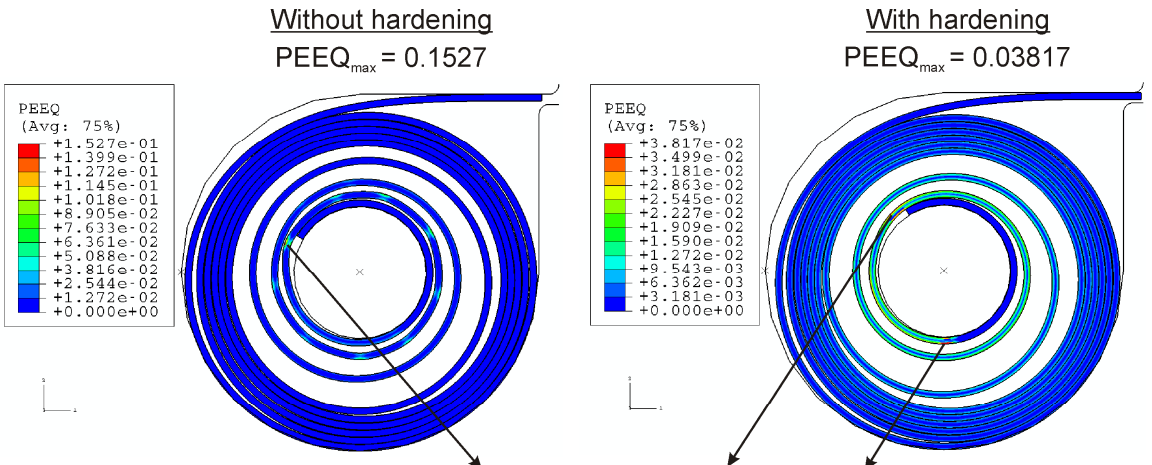 Without hardening
PEEQmax = 0.1527
PEEQ
(Avg: 75%)
+1.527e-01
+1.399e-01
+1.272e-01
+1.145e-01
+1.018e-01
+8.905e-02
+7.633e-02
+6.361e-02
+5.088e-02
+3.816e-02
+2.544e-02
+1.272e-02
+0.000e+00
With hardening
PEEQmax = 0.03817
PEEQ
(Avg: 75%)
+3.817e-02
+3.499e-02
+3.181e-02
+2.863e-02
+2.545e-02
+2.227e-02
+1.909e-02
+1.590e-02
+1.272e-02
+9.543e-03
+6.362e-03
+3.181e-03
+0.000e+00